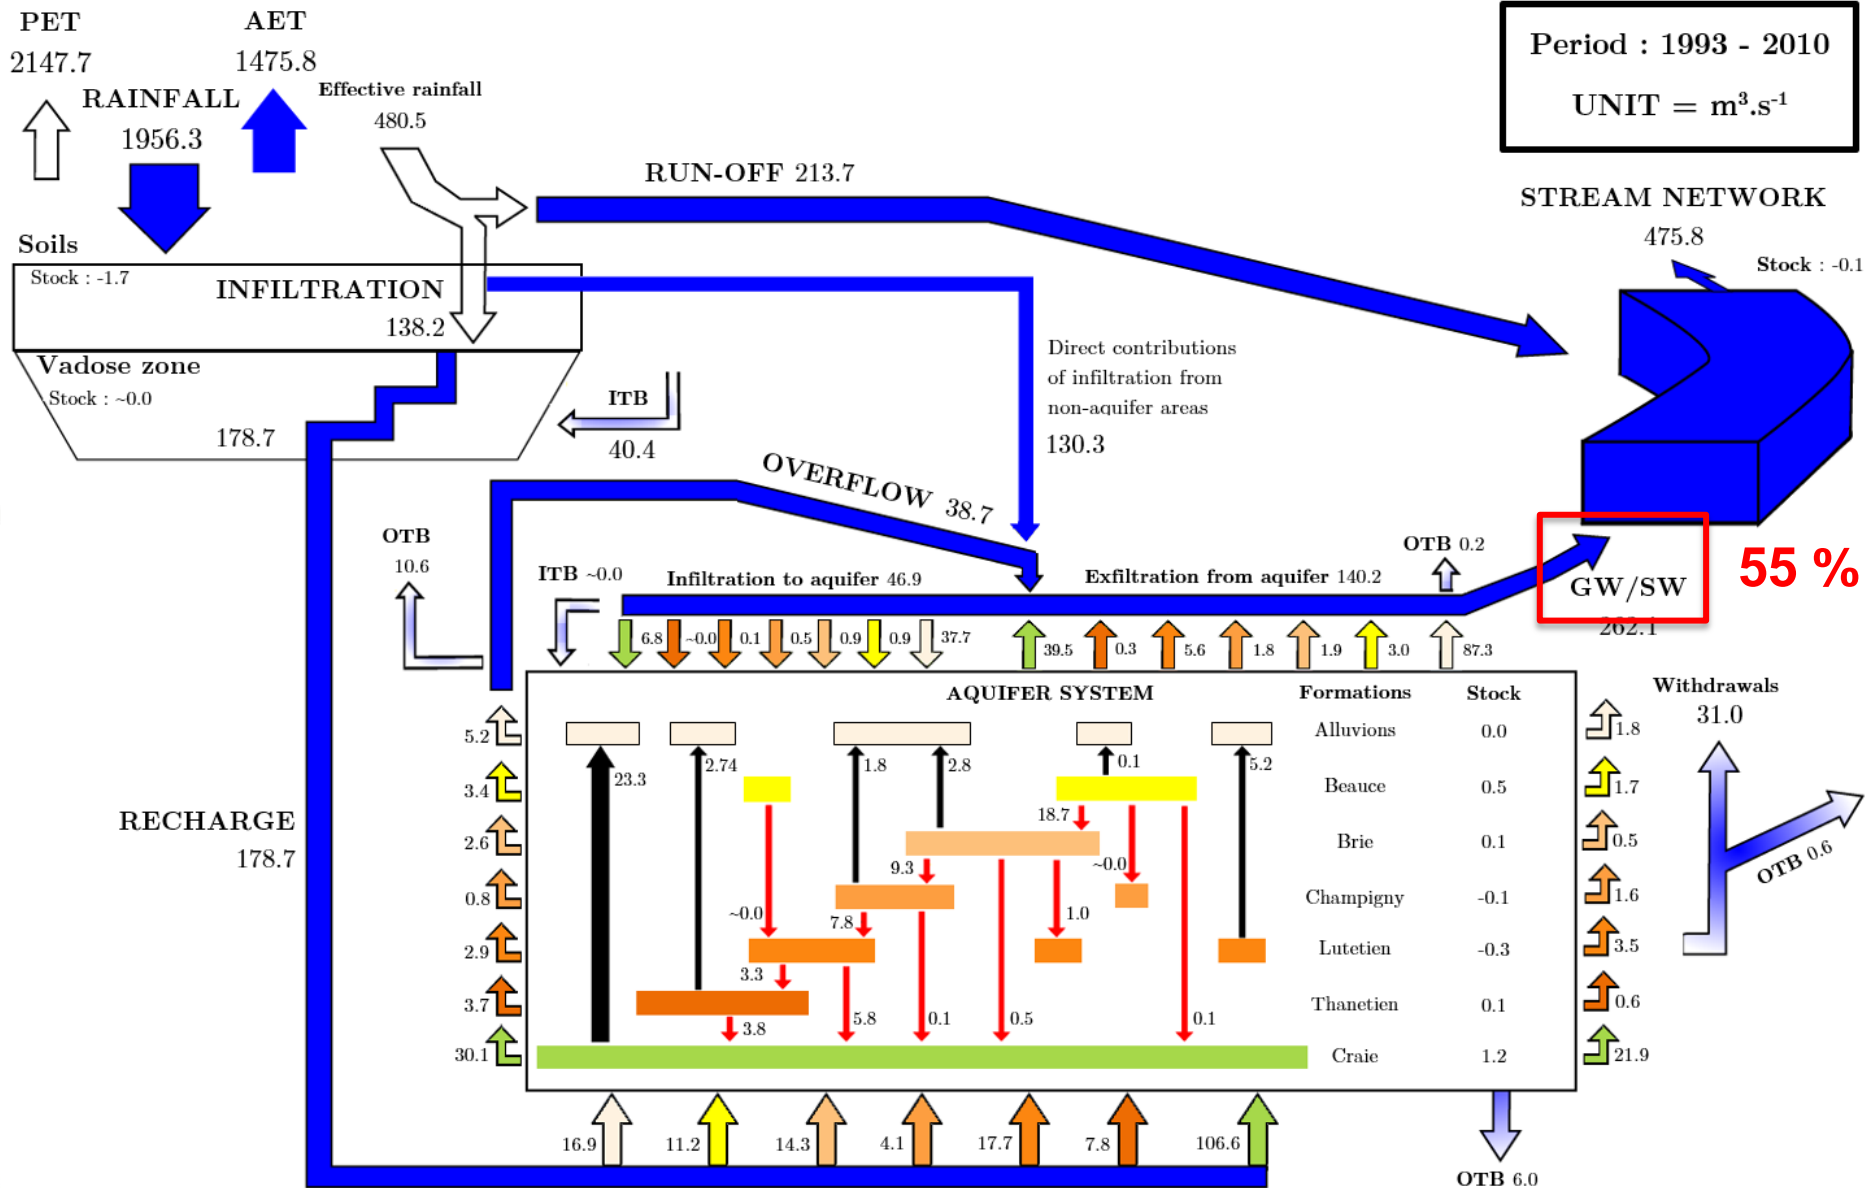 PET
2147.7
AET
1475.8
RAINFALL
1956.3
Effective rainfall
480.5
Period : 1993 - 2010
UNIT = m³.s⁻¹
RUN-OFF 213.7
STREAM NETWORK
475.8
Stock : -0.1
Soils
Stock : -1.7
INFILTRATION
138.2
Vadose zone
Stock : ~0.0
178.7
ITB
40.4
Direct contributions
of infiltration from
non-aquifer areas
130.3
OVERFLOW 38.7
OTB
10.6
ITB ~0.0
Infiltration to aquifer 46.9
Exfiltration from aquifer 140.2
OTB 0.2
GW/SW
262.1
55 %
6.8
~0.0
0.1
0.5
0.9
0.9
37.7
39.5
0.3
5.6
1.8
1.9
3.0
87.3
AQUIFER SYSTEM
Formations
Stock
Withdrawals
31.0
OTB 0.6
5.2
Alluvions
0.0
1.8
23.3
2.74
1.8
2.8
0.1
5.2
3.4
Beauce
0.5
1.7
18.7
RECHARGE
178.7
2.6
Brie
0.1
0.5
9.3
~0.0
0.8
Champigny
-0.1
1.6
~0.0
7.8
1.0
2.9
Lutetien
-0.3
3.5
3.3
3.7
Thanetien
0.1
0.6
3.8
5.8
0.1
0.5
0.1
30.1
Craie
1.2
21.9
16.9
11.2
14.3
4.1
17.7
7.8
106.6
OTB 6.0